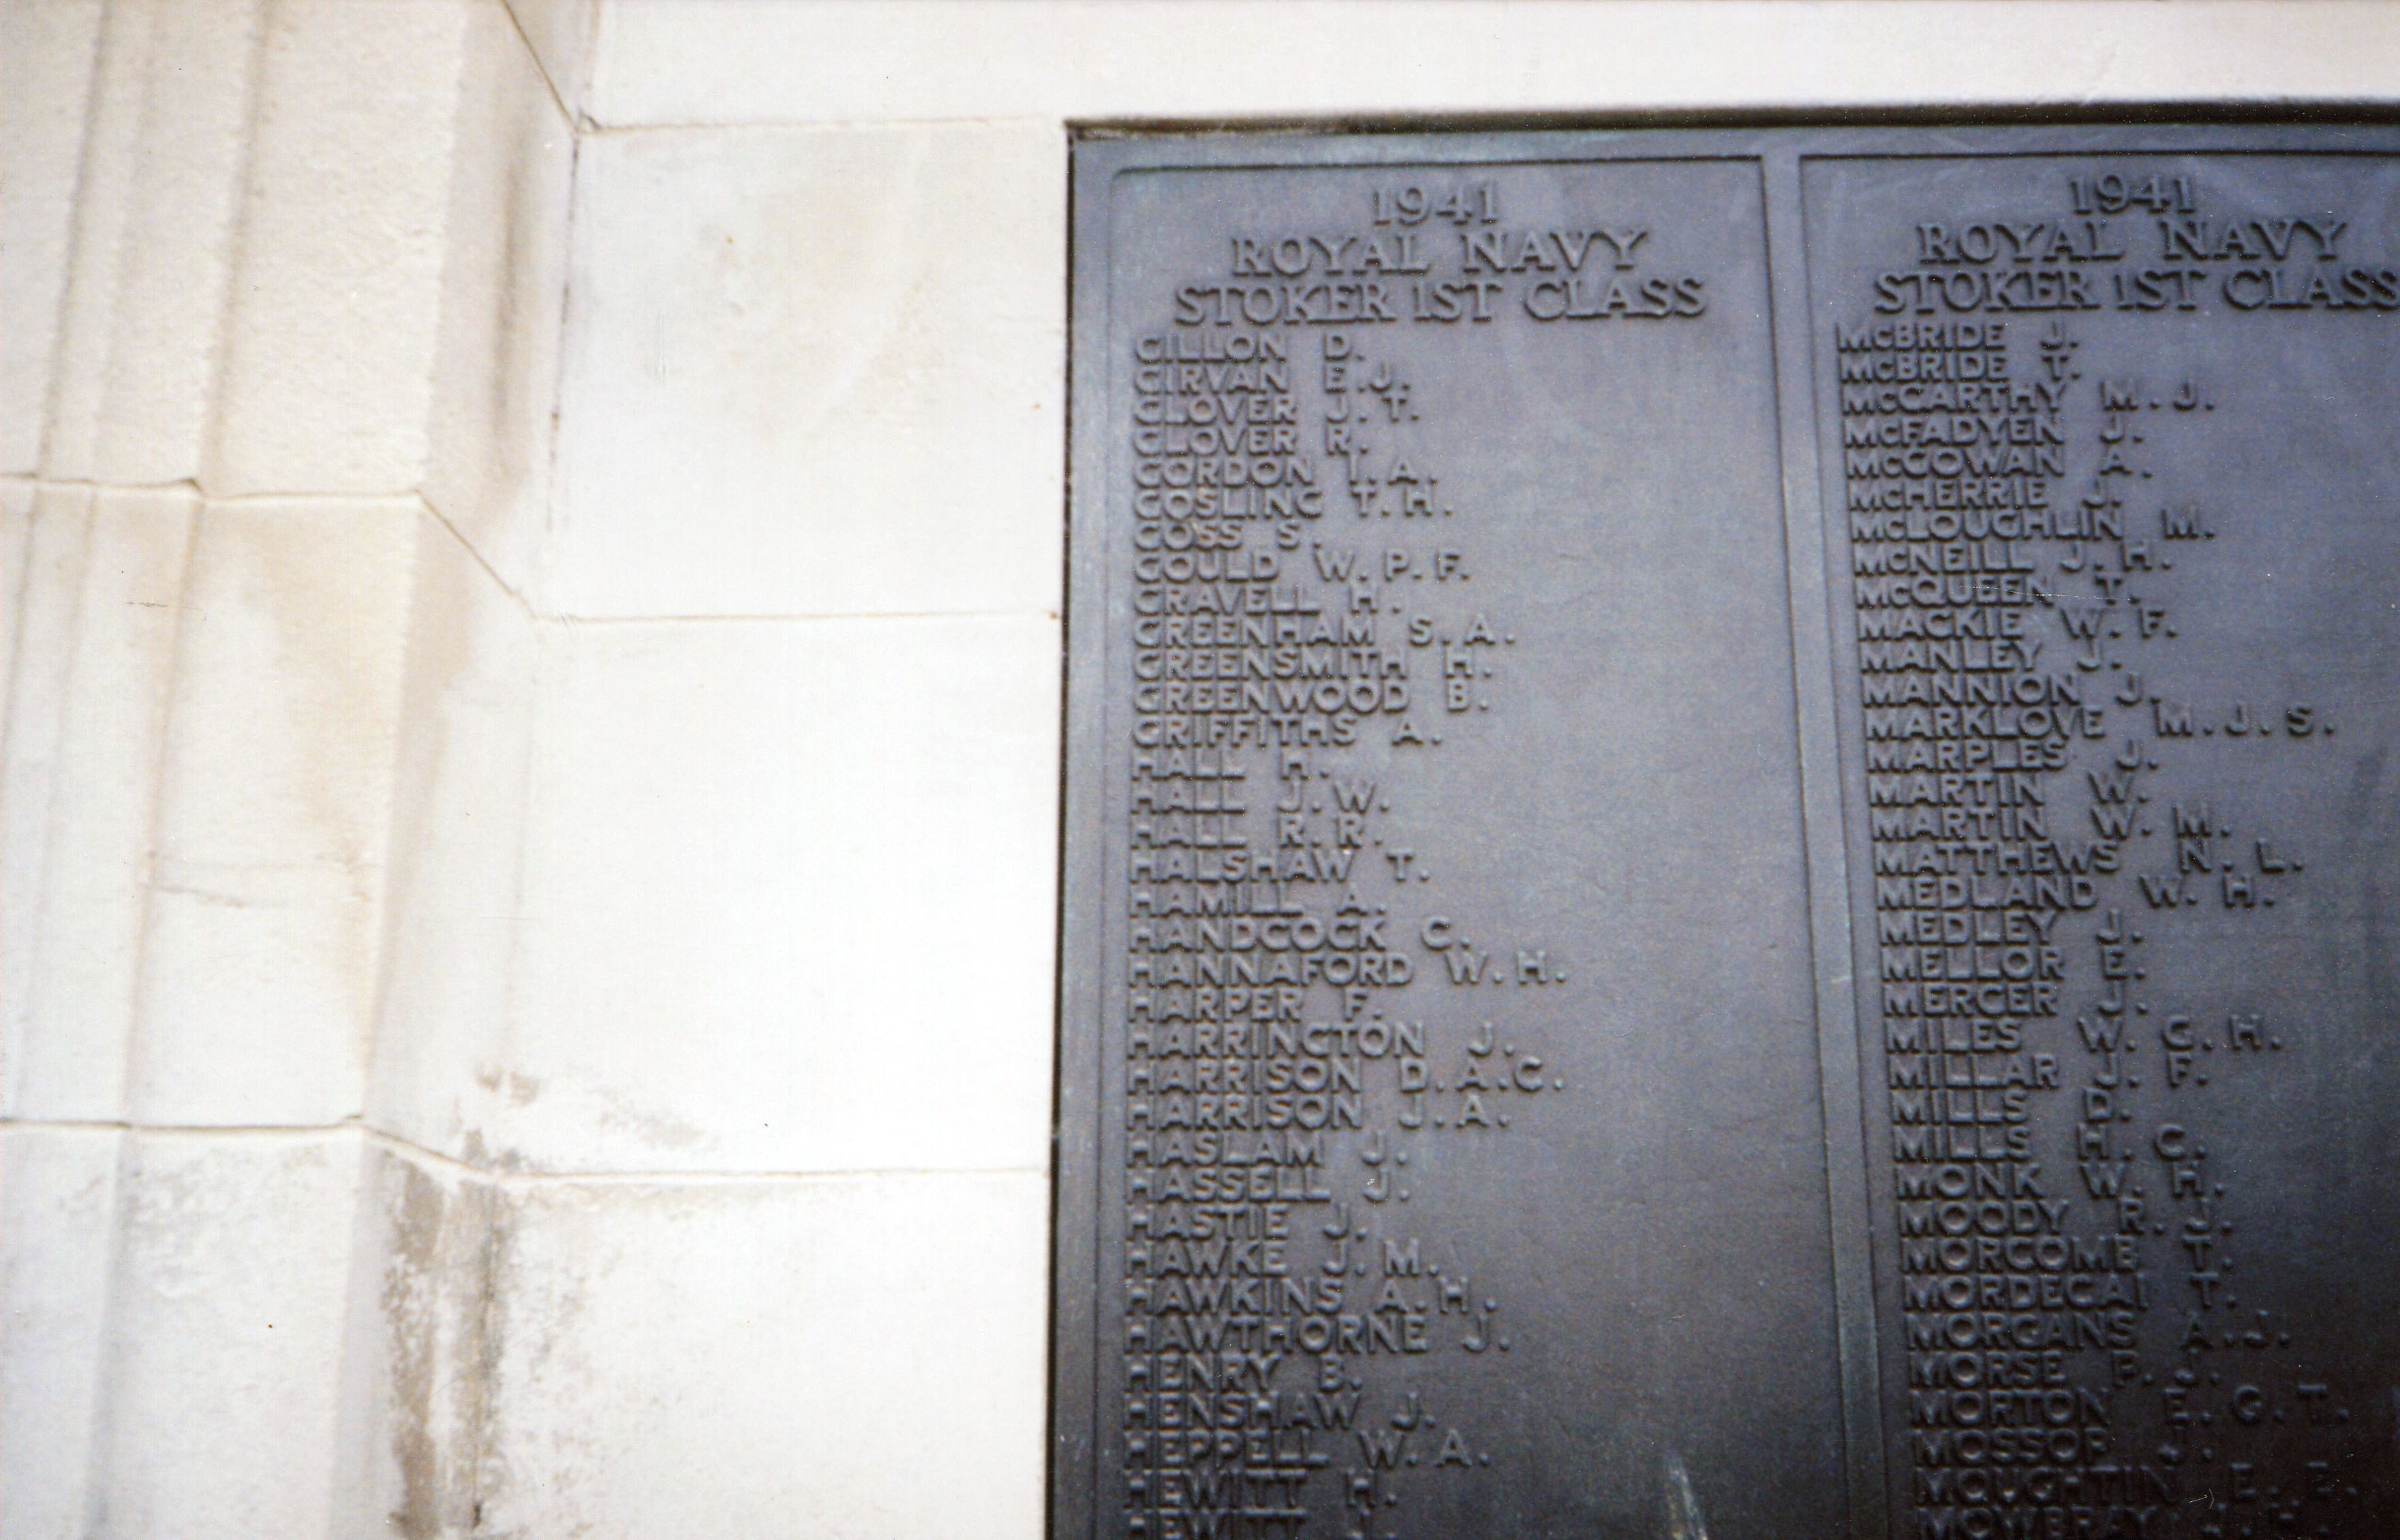 1941
ROYAL NAVY
STOKER 1ST CLASS
GILLON D.
GIRVAN E.J.
GLOVER J.T.
GLOVER R.
GORDON I.A.
GOSLING T.H.
GOSS S.
GOULD W.P.F.
GRAVELL H.
GREENHAM S.A.
GREENSMITH H.
GREENWOOD B.
GRIFFITHS A.
HALL H.
HALL J.W.
HALL R.R.
HALSHAW T.
HAMILL A.
HANDCOCK C.
HANNAFORD W.H.
HARPER F.
HARRINGTON J.
HARRISON D.A.C.
HARRISON J.A.
HASLAM J.
HASSELL J.
HASTIE J.
HAWKE J.M.
HAWKINS A.H.
HAWTHORNE J.
HENRY B.
HENSHAW J.
HEPPELL W.A.
HEWITT H.
HEWITT
1941
ROYAL NAVY
STOKER 1ST CLASS
McBRIDE J.
McBRIDE T.
McCARTHY M.J.
McFADYEN J.
McGOWAN A.
McHERRIE J.
McLOUGHLIN M.
McNEILL J.H.
McQUEEN T.
MACKIE W.F.
MANLEY J.
MANNION J.
MARKLOVE M.J.S.
MARPLES J.
MARTIN W.
MARTIN W.M.
MATTHEWS N.L.
MEDLAND W.H.
MEDLEY J.
MELLOR E.
MERCER J.
MILES W.G.H.
MILLAR J.F.
MILLS D.
MILLS H.C.
MONK W.H.
MOODY R.J.
MORCOMBE T.
MORDECAI T.
MORGANS A.J.
MORSE P.J.
MORTON E.G.T.
MOSSOP J.
MOUGHTIN E.E.
MOWBRAY